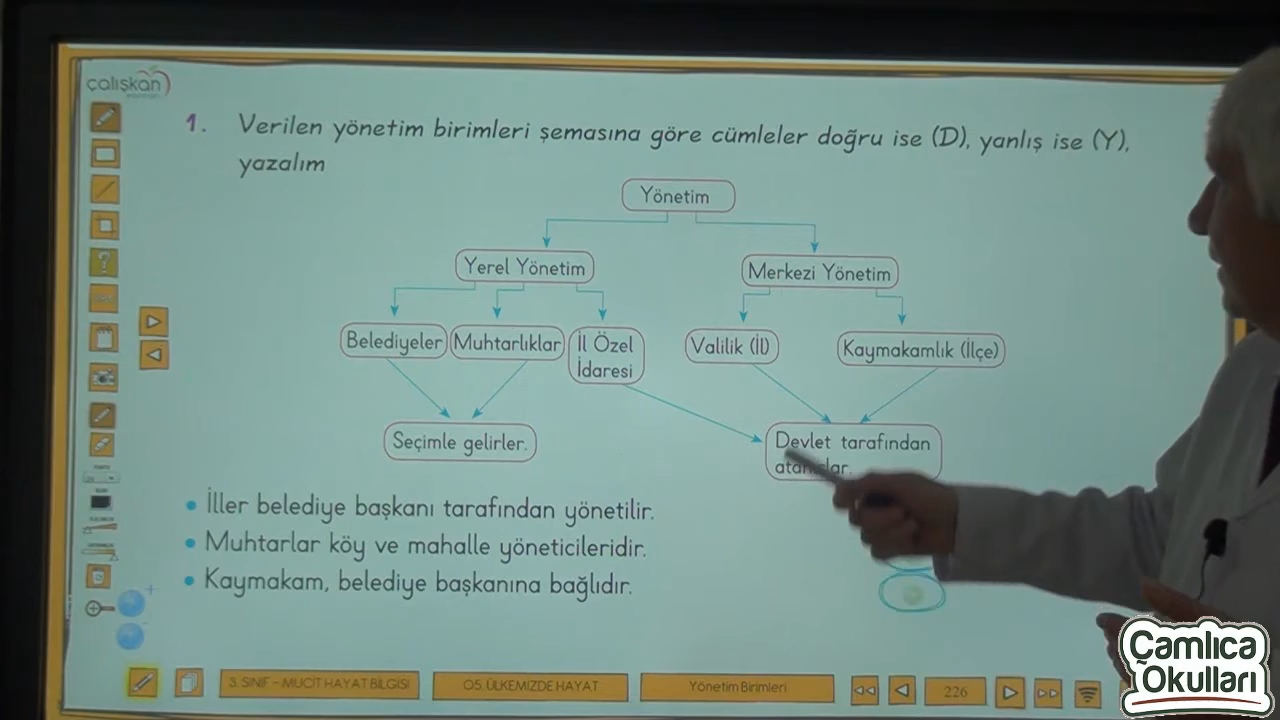 çalışkan
1. Verilen yönetim birimleri şemasına göre cümleler doğru ise (D), yanlış ise (Y),
yazalım
Yönetim
Yerel Yönetim
Merkezi Yönetim
Belediyeler
Muhtarlıklar
İl Özel
İdaresi
Valilik (İl)
Kaymakamlık (İlçe)
Seçimle gelirler.
Devlet tarafından
• İller belediye başkanı tarafından yönetilir.
• Muhtarlar köy ve mahalle yöneticileridir.
• Kaymakam, belediye başkanına bağlıdır.
3. SINIF - MUCİT HAYAT BİLGİSİ
05. ÜLKEMİZDE HAYAT
Yönetim Birimleri
226
Çamlıca
Okulları